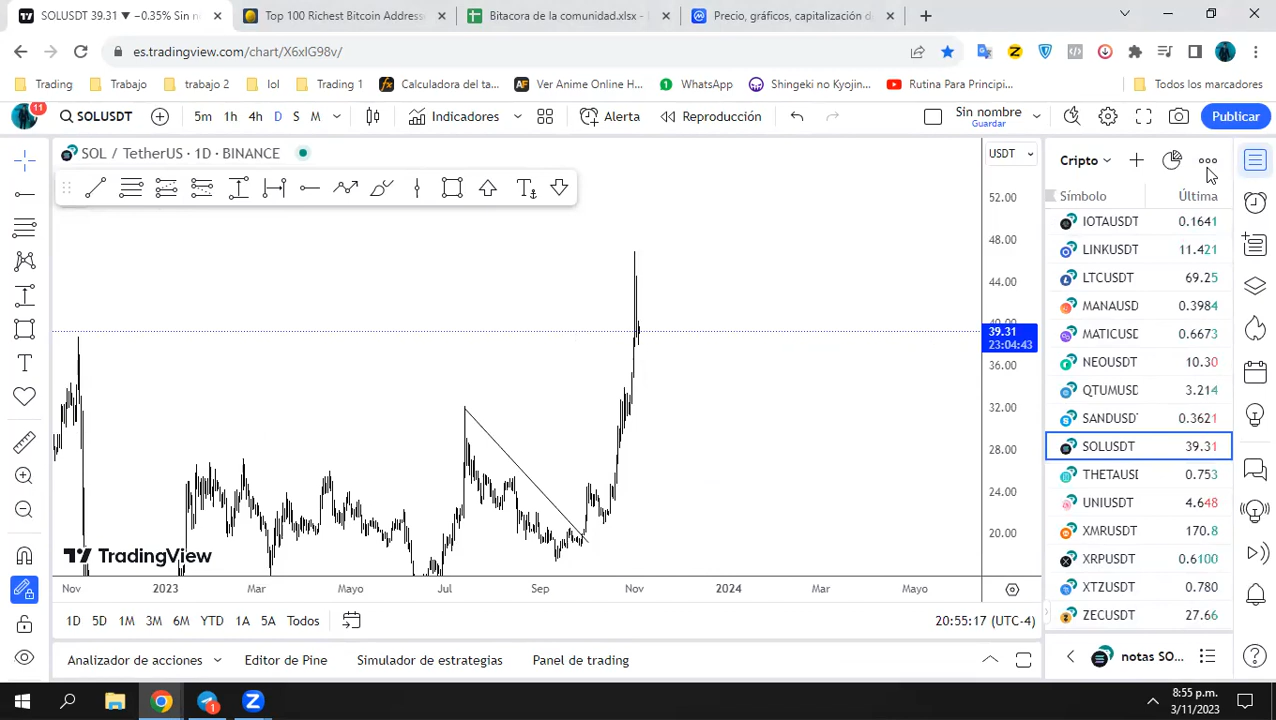 SOLUSDT 39.31 ▼ −0.35% Sin n
Top 100 Richest Bitcoin Address
Bitacora de la comunidad.xlsx -
Precio, gráficos, capitalización d
es.tradingview.com/chart/X6xIG98v/
Trading
Trabajo
trabajo 2
lol
Trading 1
Calculadora del ta...
Ver Anime Online H...
WhatsApp
Shingeki no Kyojin...
Rutina Para Principi...
Todos los marcadores
11
SOLUSDT
5m
1h
4h
D
S
M
Indicadores
Alerta
Reproducción
Sin nombre
Guardar
Publicar
SOL / TetherUS · 1D · BINANCE
USDT
52.00
48.00
44.00
40.00
39.31
23:04:43
36.00
32.00
28.00
24.00
20.00
TradingView
Nov
2023
Mar
Mayo
Jul
Sep
Nov
2024
Mar
Mayo
Cripto
Símbolo Última
IOTAUSDT 0.1641
LINKUSDT 11.421
LTCUSDT 69.25
MANAUSD 0.3984
MATICUSD 0.6673
NEOUSDT 10.30
QTUMUSD 3.214
SANDUSD 0.3621
SOLUSDT 39.31
THETAUSD 0.753
UNIUSDT 4.648
XMRUSDT 170.8
XRPUSDT 0.6100
XTZUSDT 0.780
ZECUSDT 27.66
1D
5D
1M
3M
6M
YTD
1A
5A
Todos
20:55:17 (UTC-4)
notas SO...
Analizador de acciones
Editor de Pine
Simulador de estrategias
Panel de trading
8:55 p.m.
3/11/2023